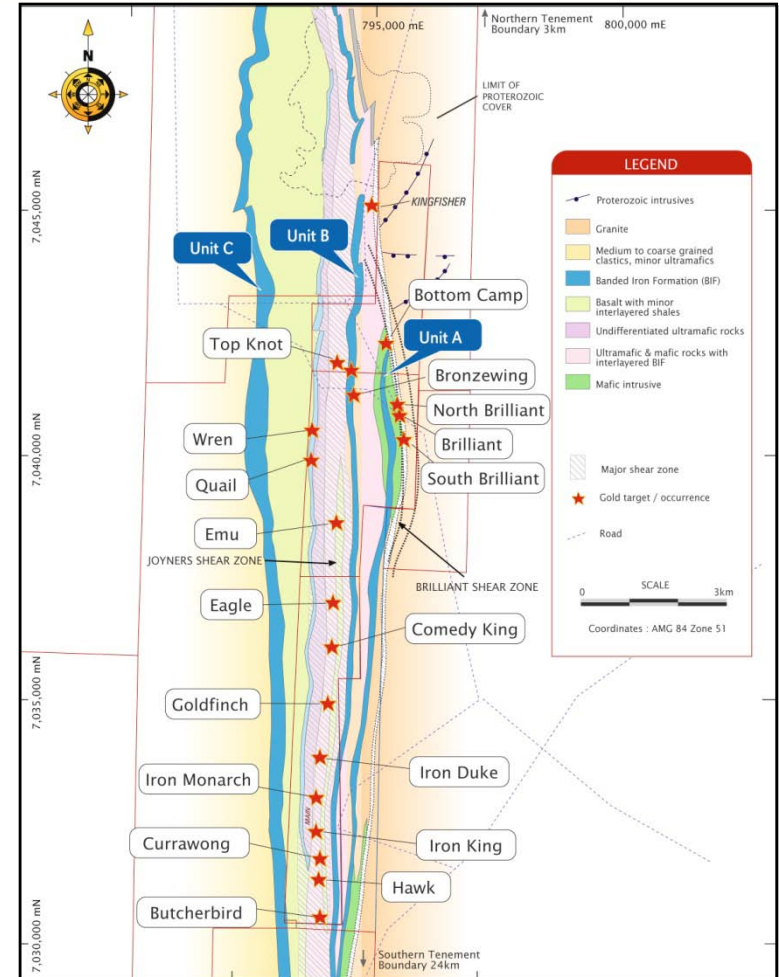 795,000 mE
800,000 mE
Northern Tenement
Boundary 3km
N
LIMIT OF
PROTEROZOIC
COVER
7,045,000 mN
KINGFISHER
Unit C
Unit B
Bottom Camp
Unit A
Top Knot
Bronzewing
North Brilliant
Wren
Brilliant
7,040,000 mN
Quail
South Brilliant
Emu
JOYNERS SHEAR ZONE
BRILLIANT SHEAR ZONE
Eagle
Comedy King
7,035,000 mN
Goldfinch
Iron Duke
Iron Monarch
MAIN
Iron King
Currawong
Hawk
Butcherbird
7,030,000 mN
Southern Tenement
Boundary 24km
LEGEND
Proterozoic intrusives
Granite
Medium to coarse grained
clastics, minor ultramafics
Banded Iron Formation (BIF)
Basalt with minor
interlayered shales
Undifferentiated ultramafic rocks
Ultramafic & mafic rocks with
interlayered BIF
Mafic intrusive
Major shear zone
Gold target / occurrence
Road
SCALE
0
3km
Coordinates : AMG 84 Zone 51